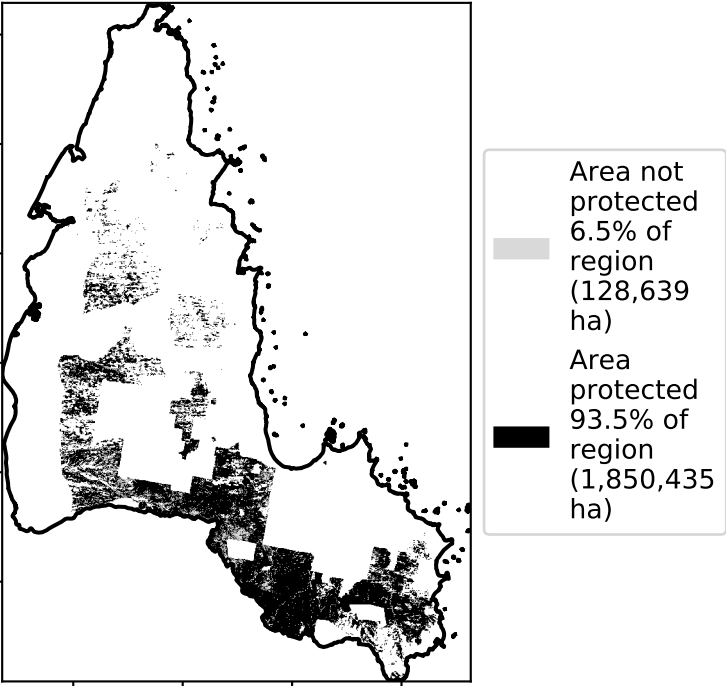 Area not
protected
6.5% of
region
(128,639
ha)
Area
protected
93.5% of
region
(1,850,435
ha)